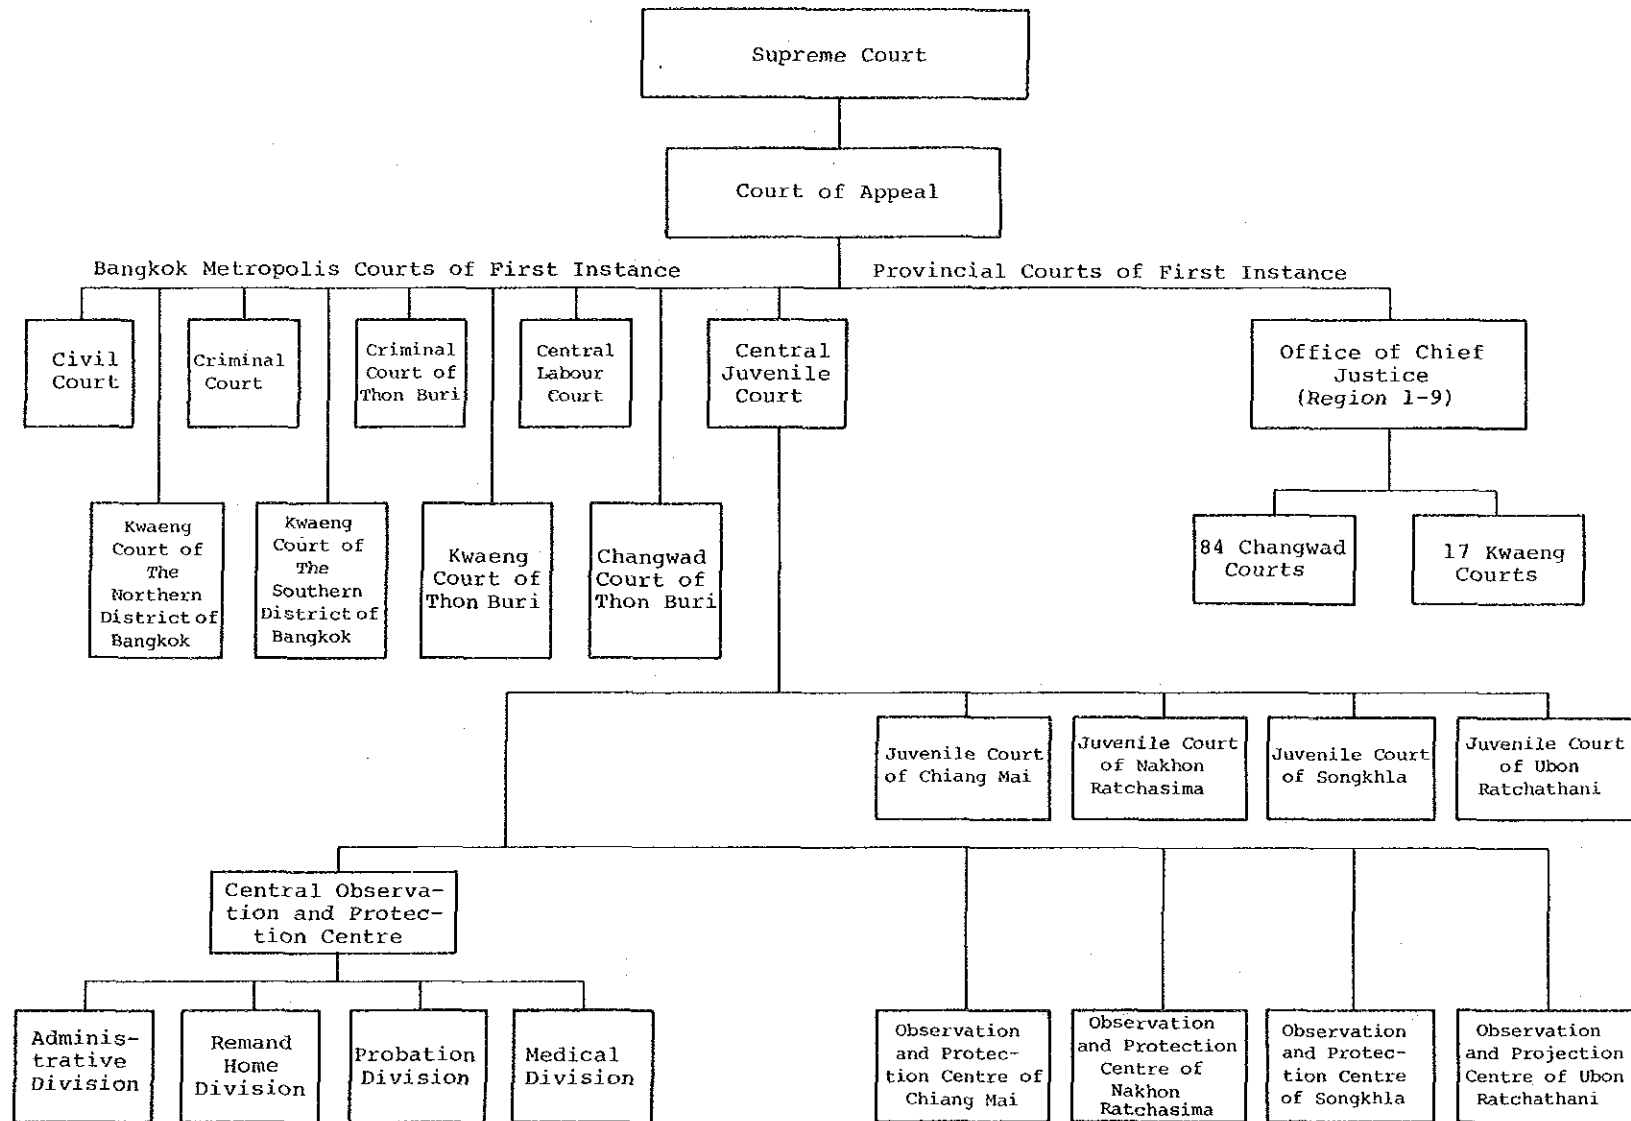 Supreme Court
Court of Appeal
Bangkok Metropolis Courts of First Instance
Provincial Courts of First Instance
Civil
Court
Criminal
Court
Criminal
Court of
Thon Buri
Central
Labour
Court
Central
Juvenile
Court
Office of Chief
Justice
(Region 1-9)
Kwaeng
Court of
The
Northern
District of
Bangkok
Kwaeng
Court of
The
Southern
District of
Bangkok
Kwaeng
Court of
Thon Buri
Changwad
Court of
Thon Buri
84 Changwad
Courts
17 Kwaeng
Courts
Juvenile Court
of Chiang Mai
Juvenile Court
of Nakhon
Ratchasima
Juvenile Court
of Songkhla
Juvenile Court
of Ubon
Ratchathani
Central Observa-
tion and Protec-
tion Centre
Adminis-
trative
Division
Remand
Home
Division
Probation
Division
Medical
Division
Observation
and Protec-
tion Centre of
Chiang Mai
Observation
and Protection
Centre of
Nakhon
Ratchasima
Observation
and Protec-
tion Centre
of Songkhla
Observation
and Projection
Centre of Ubon
Ratchathani